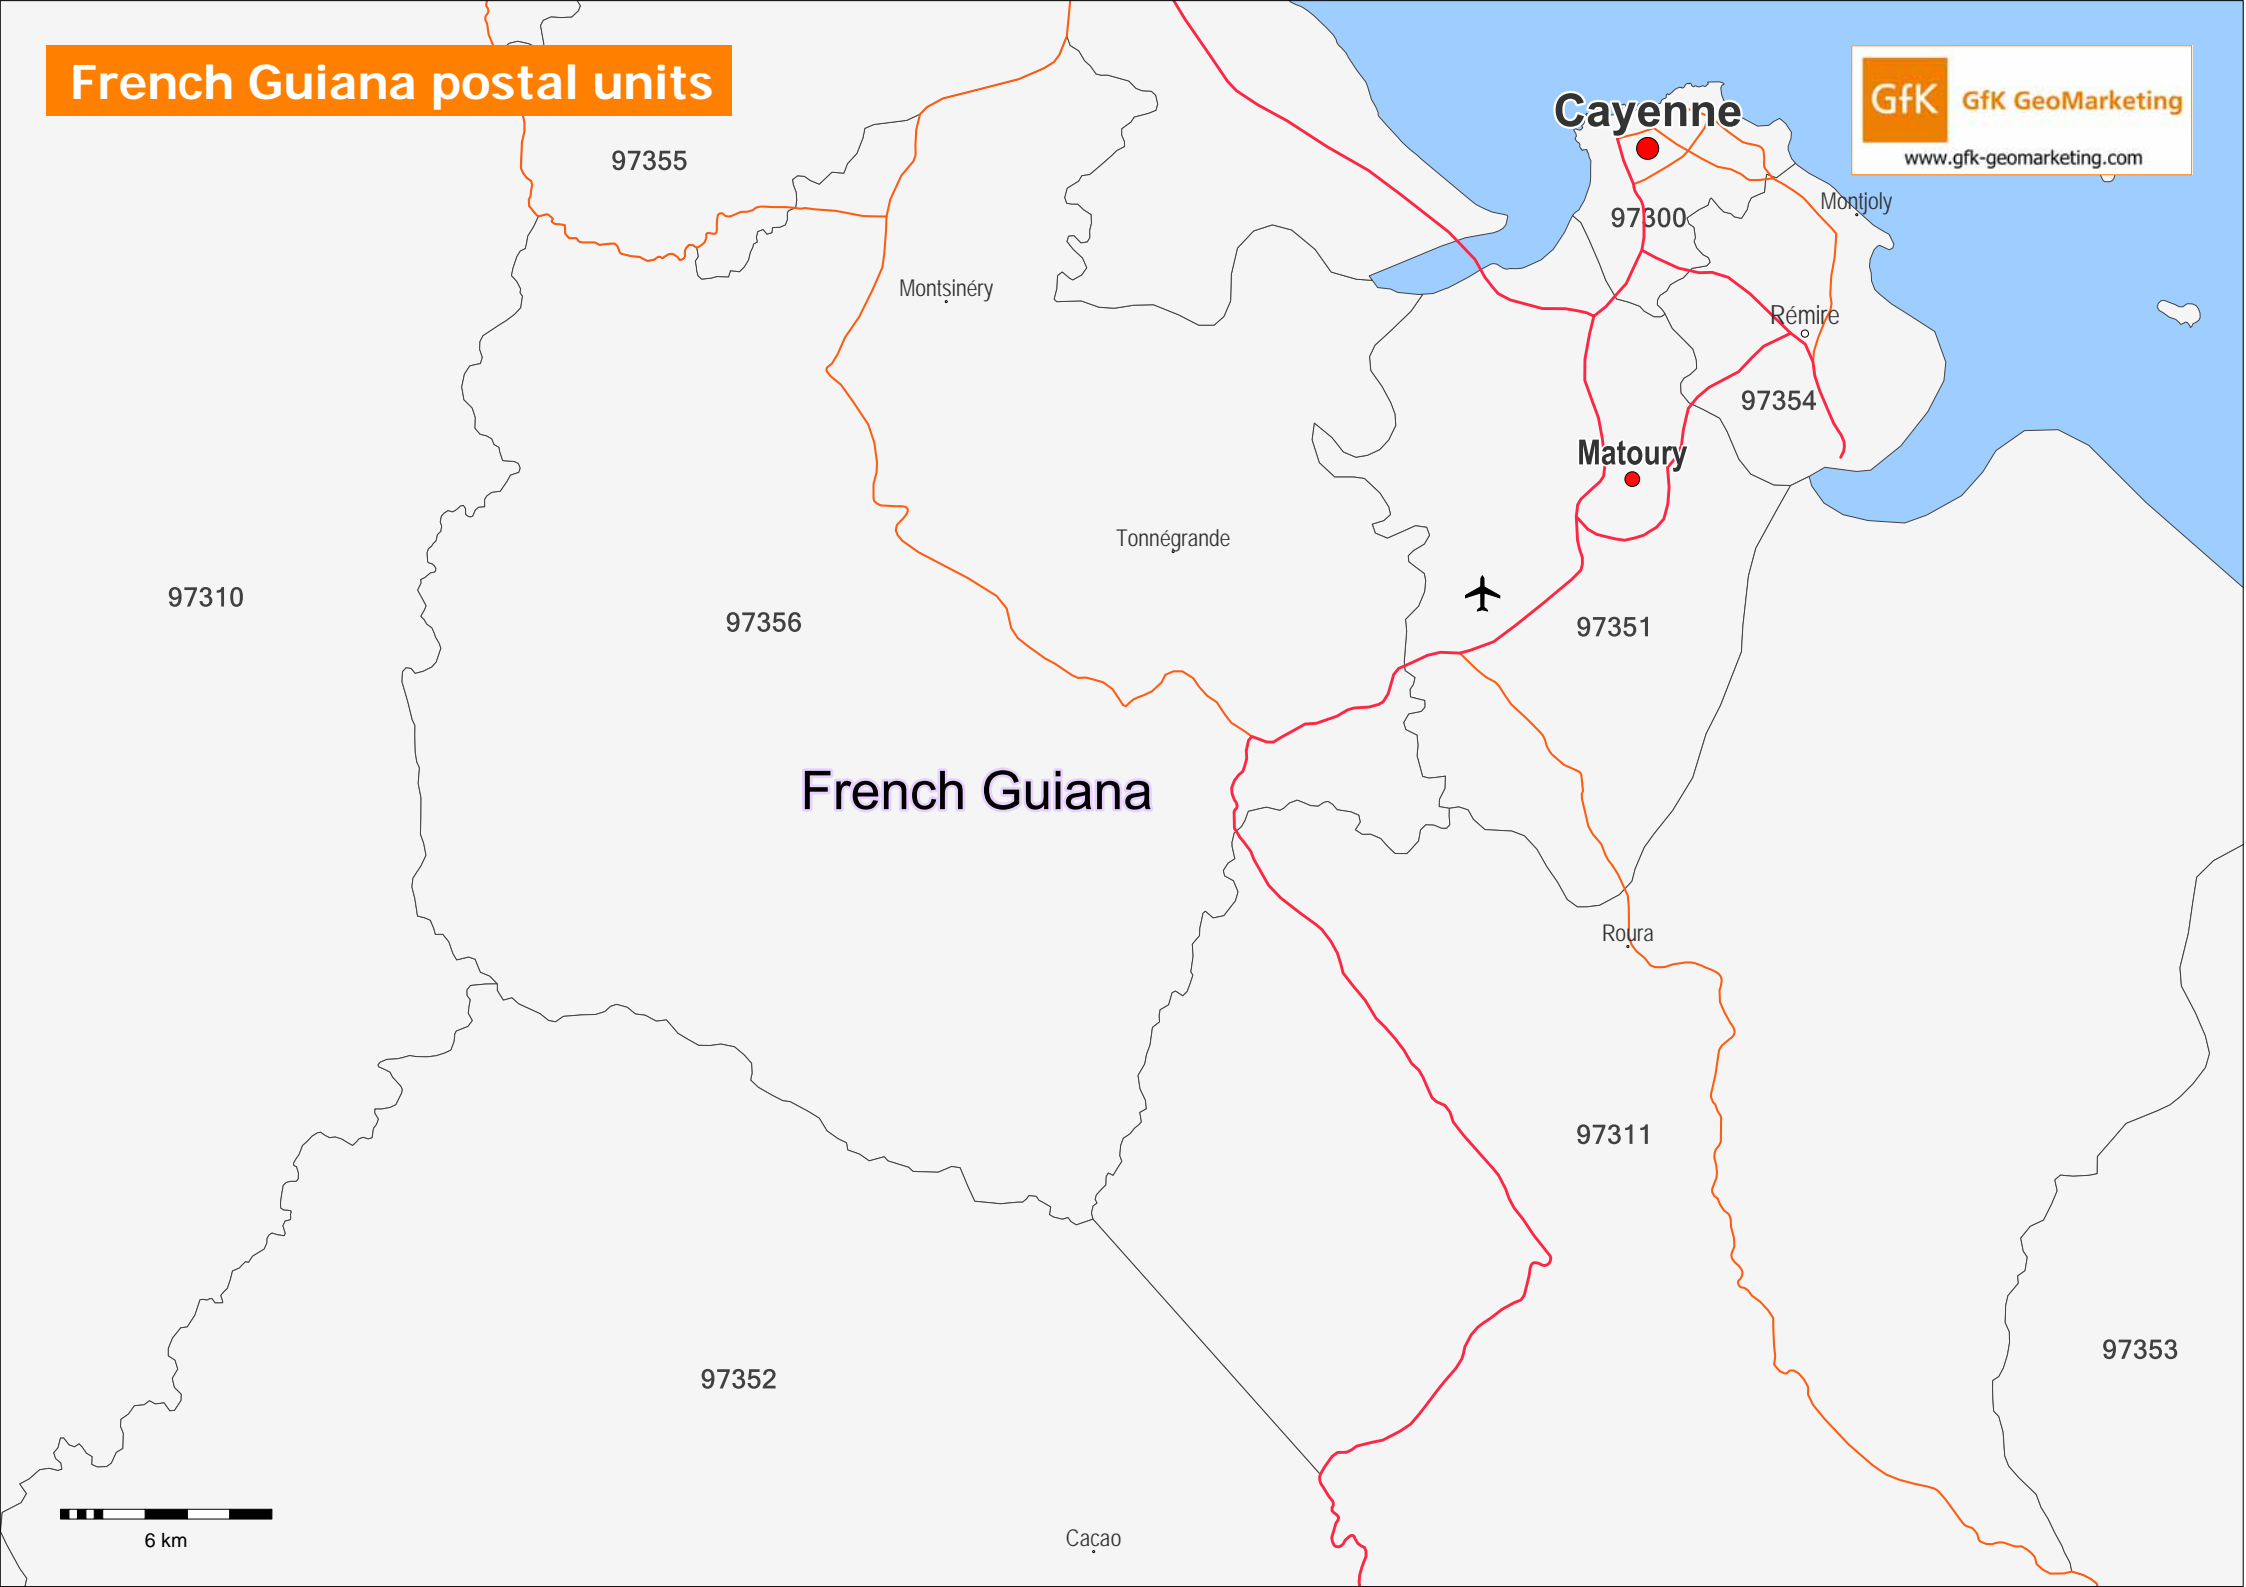 French Guiana postal units
GfK
GfK GeoMarketing
www.gfk-geomarketing.com
Cayenne
97355
Montjoly
97300
Montsinéry
Rémire
97354
Matoury
Tonnégrande
97310
97356
97351
French Guiana
Roura
97311
97353
97352
6 km
Cacao